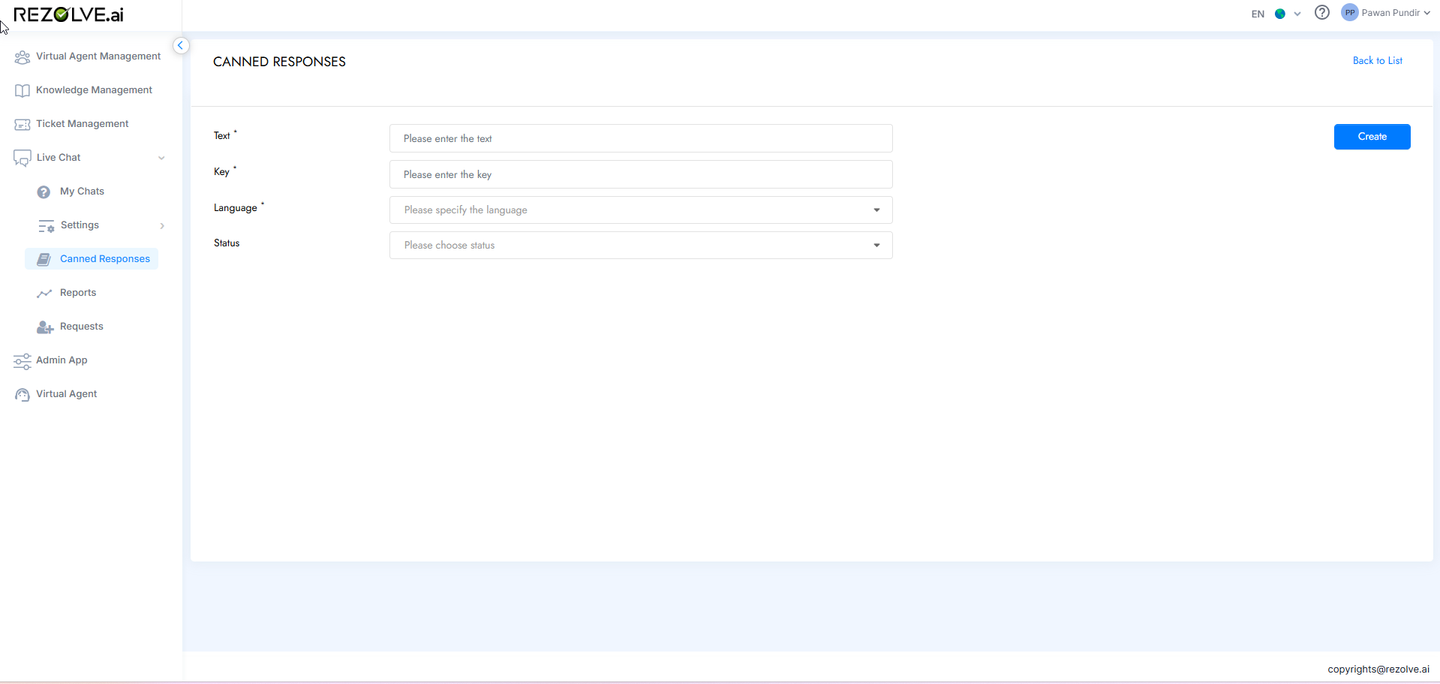 REZOLVE.ai
EN
PP
Pawan Pundir
Virtual Agent Management
Knowledge Management
Ticket Management
Live Chat
My Chats
Settings
Canned Responses
Reports
Requests
Admin App
Virtual Agent
CANNED RESPONSES
Back to List
Text *
Please enter the text
Create
Key *
Please enter the key
Language *
Please specify the language
Status
Please choose status
copyrights@rezolve.ai